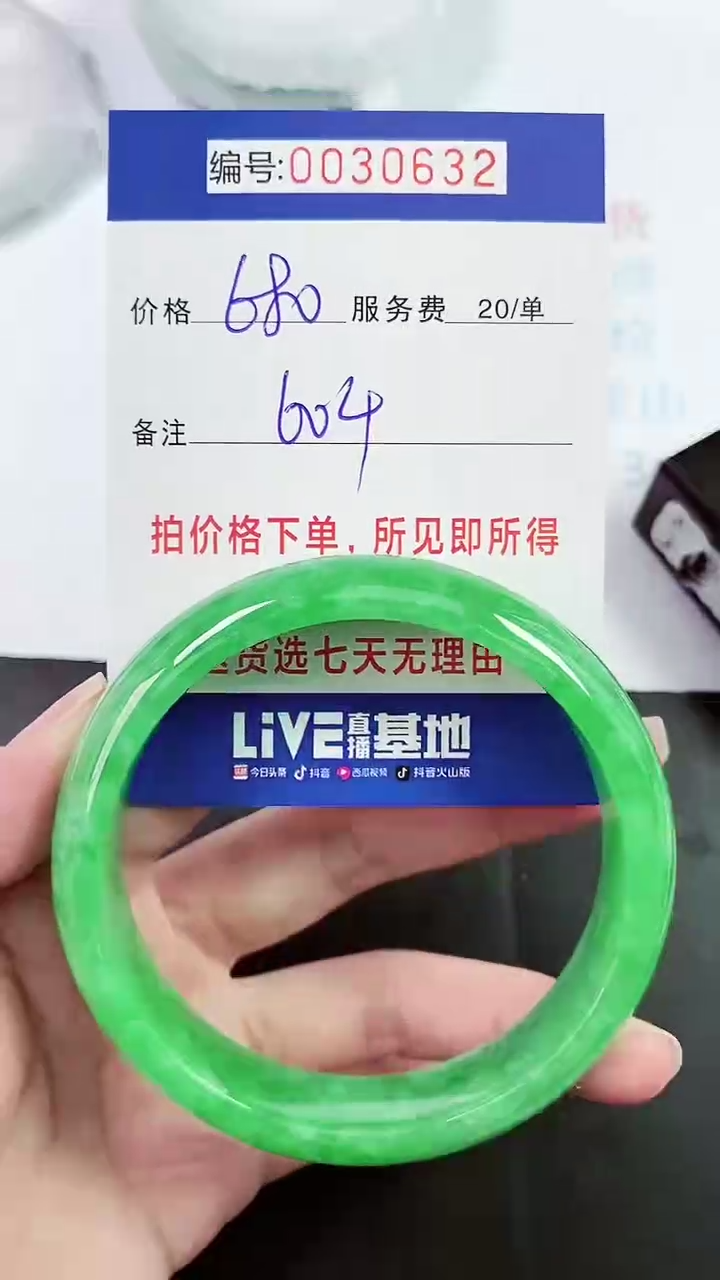 编号:0030632
价格 680 服务费 20/单
备注 604
拍价格下单,所见即所得
退货选七天无理由
LiVE直播基地
今日头条 抖音 西瓜视频 抖音火山版